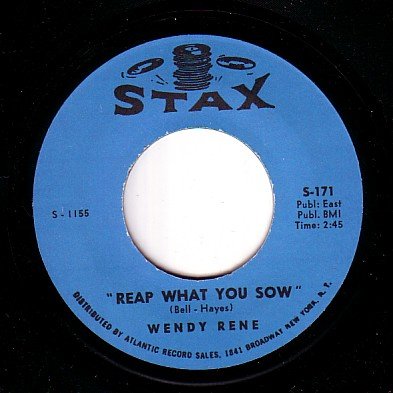 STAX
S-171
Publ: East
Publ. BMI
Time: 2:45
S - 1155
"REAP WHAT YOU SOW"
(Bell - Hayes)
WENDY RENE
DISTRIBUTED BY ATLANTIC RECORD SALES, 1841 BROADWAY NEW YORK, N. Y.